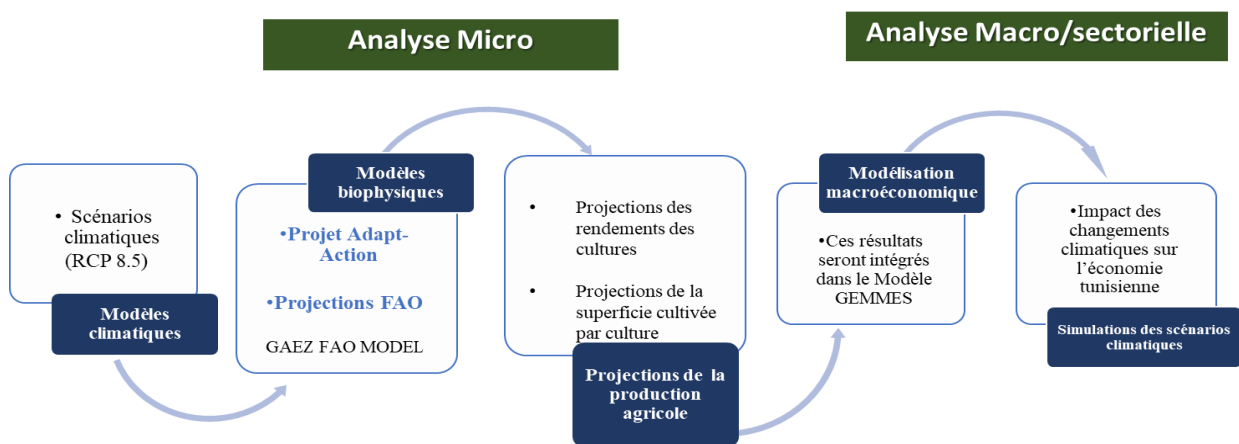 Analyse Micro
Analyse Macro/sectorielle
• Scénarios
climatiques
(RCP 8.5)
Modèles
climatiques
Modèles
biophysiques
•Projet Adapt-
Action
•Projections FAO
GAEZ FAO MODEL
• Projections des
rendements des
cultures
• Projections de la
superficie cultivée
par culture
Projections de la
production
agricole
Modélisation
macroéconomique
•Ces résultats
seront intégrés
dans le Modèle
GEMMES
•Impact des
changements
climatiques sur
l’économie
tunisienne
Simulations des scénarios
climatiques